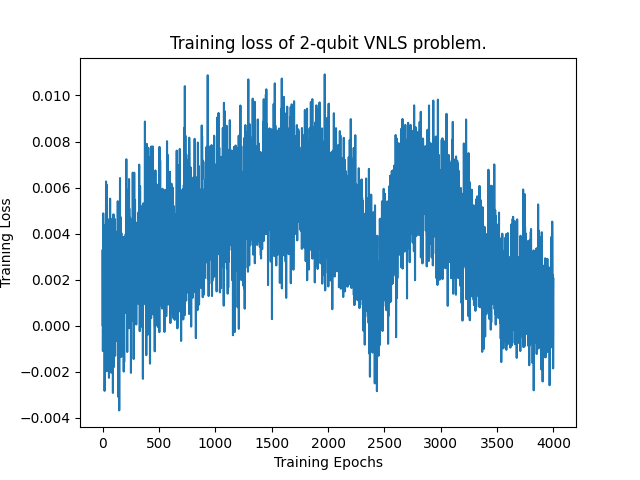 Training loss of 2-qubit VNLS problem.
Training Loss
0.010
0.008
0.006
0.004
0.002
0.000
−0.002
−0.004
0 500 1000 1500 2000 2500 3000 3500 4000
Training Epochs